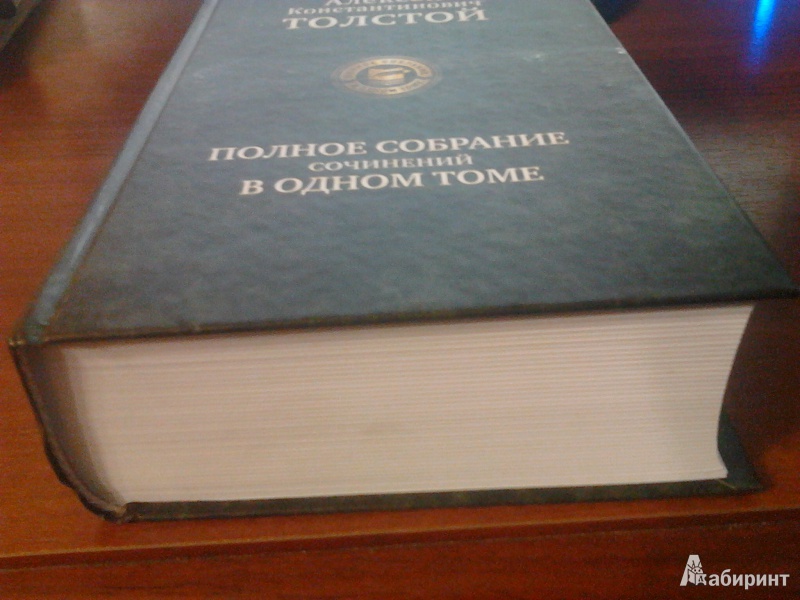 Константинович
ТОЛСТОЙ
ПОЛНОЕ СОБРАНИЕ
СОЧИНЕНИЙ
В ОДНОМ ТОМЕ
Лабиринт